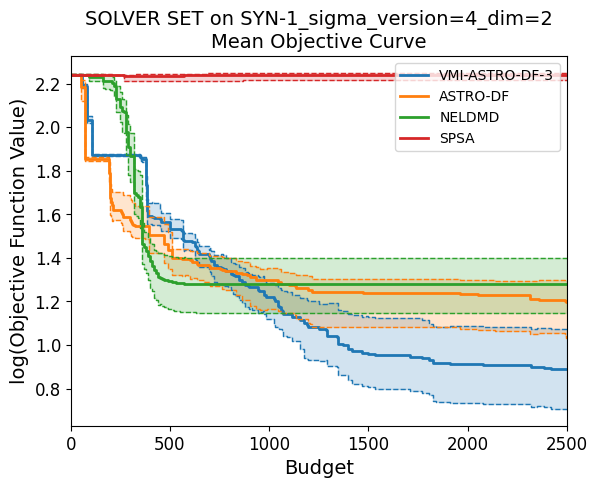 SOLVER SET on SYN-1_sigma_version=4_dim=2
Mean Objective Curve
log(Objective Function Value)
2.2
2.0
1.8
1.6
1.4
1.2
1.0
0.8
VMI-ASTRO-DF-3
ASTRO-DF
NELDMD
SPSA
0 500 1000 1500 2000 2500
Budget